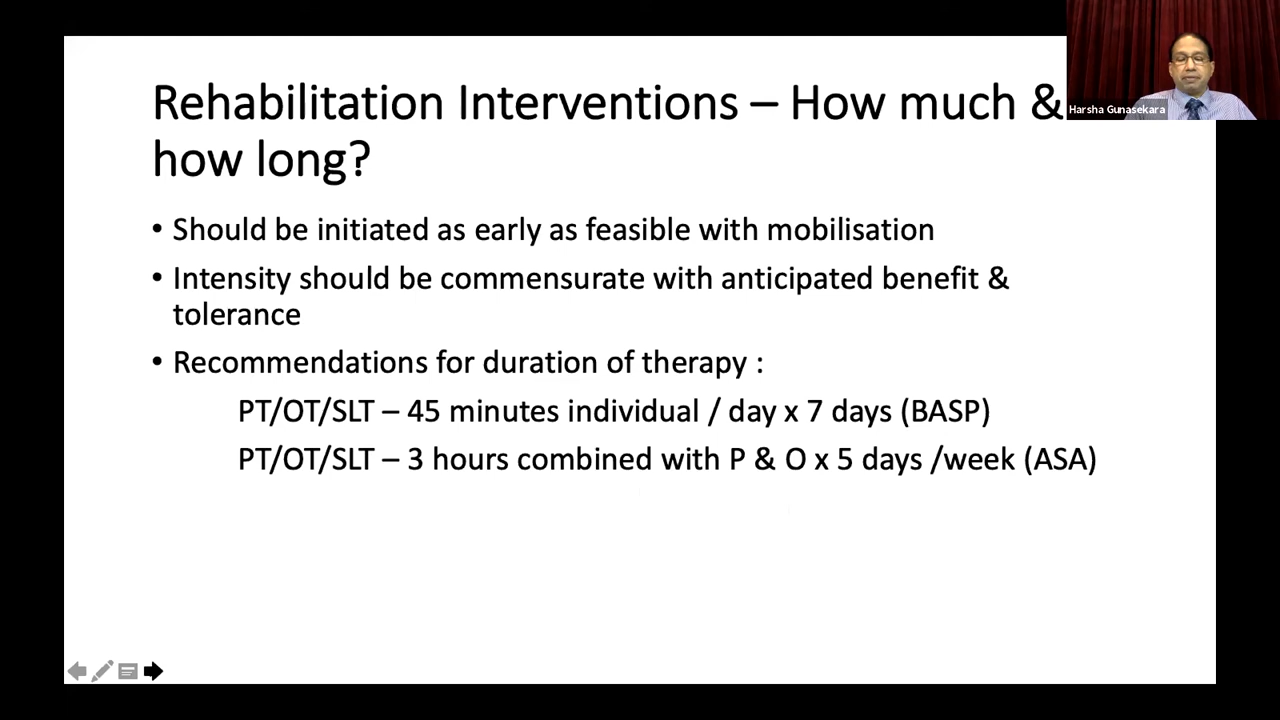 Rehabilitation Interventions – How much &
how long?
Harsha Gunasekara
• Should be initiated as early as feasible with mobilisation
• Intensity should be commensurate with anticipated benefit &
tolerance
• Recommendations for duration of therapy :
PT/OT/SLT – 45 minutes individual / day x 7 days (BASP)
PT/OT/SLT – 3 hours combined with P & O x 5 days /week (ASA)